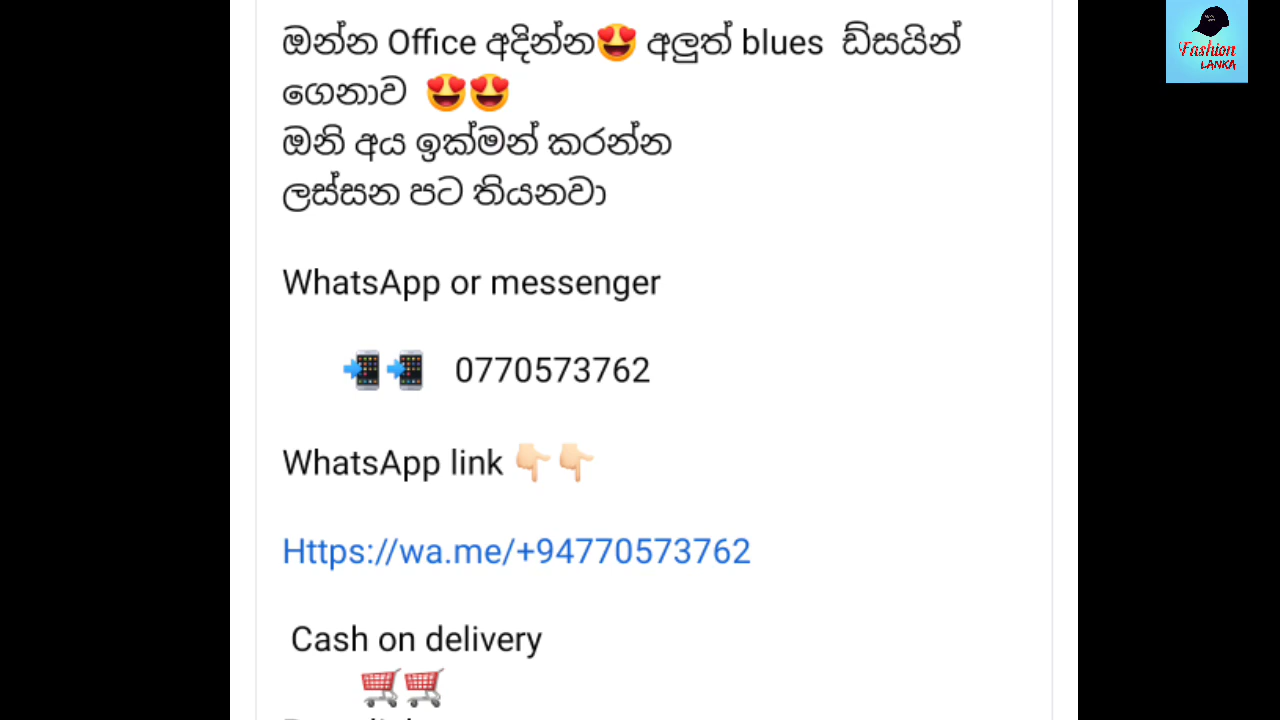 ඔන්න Office අදින්න😍 අලුත් blues ඩ්සයින්
ගෙනාව 😍😍
ඔනි අය ඉක්මන් කරන්න
ලස්සන පට තියනවා
WhatsApp or messenger
📲📲 0770573762
WhatsApp link 👇🏻👇🏻
Https://wa.me/+94770573762
Cash on delivery
🛒🛒
Fashion
LANKA